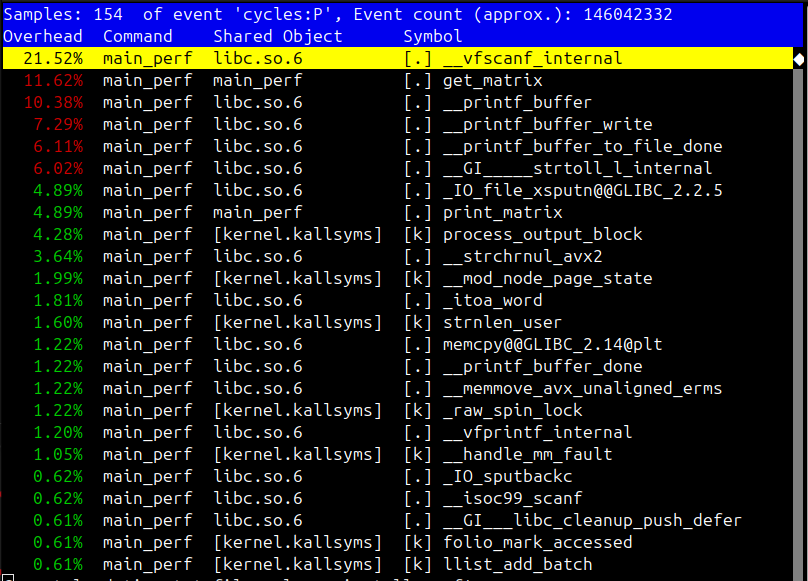 Samples: 154  of event 'cycles:P', Event count (approx.): 146042332
Overhead  Command    Shared Object      Symbol
  21.52%  main_perf  libc.so.6          [.] __vfscanf_internal
  11.62%  main_perf  main_perf          [.] get_matrix
  10.38%  main_perf  libc.so.6          [.] __printf_buffer
   7.29%  main_perf  libc.so.6          [.] __printf_buffer_write
   6.11%  main_perf  libc.so.6          [.] __printf_buffer_to_file_done
   6.02%  main_perf  libc.so.6          [.] __GI_____strtoll_l_internal
   4.89%  main_perf  libc.so.6          [.] _IO_file_xsputn@@GLIBC_2.2.5
   4.89%  main_perf  main_perf          [.] print_matrix
   4.28%  main_perf  [kernel.kallsyms]  [k] process_output_block
   3.64%  main_perf  libc.so.6          [.] __strchrnul_avx2
   1.99%  main_perf  [kernel.kallsyms]  [k] __mod_node_page_state
   1.81%  main_perf  libc.so.6          [.] _itoa_word
   1.60%  main_perf  [kernel.kallsyms]  [k] strnlen_user
   1.22%  main_perf  libc.so.6          [.] memcpy@@GLIBC_2.14@plt
   1.22%  main_perf  libc.so.6          [.] __printf_buffer_done
   1.22%  main_perf  libc.so.6          [.] __memmove_avx_unaligned_erms
   1.22%  main_perf  [kernel.kallsyms]  [k] _raw_spin_lock
   1.20%  main_perf  libc.so.6          [.] __vfprintf_internal
   1.05%  main_perf  [kernel.kallsyms]  [k] __handle_mm_fault
   0.62%  main_perf  libc.so.6          [.] _IO_sputbackc
   0.62%  main_perf  libc.so.6          [.] __isoc99_scanf
   0.61%  main_perf  libc.so.6          [.] __GI___libc_cleanup_push_defer
   0.61%  main_perf  [kernel.kallsyms]  [k] folio_mark_accessed
   0.61%  main_perf  [kernel.kallsyms]  [k] llist_add_batch